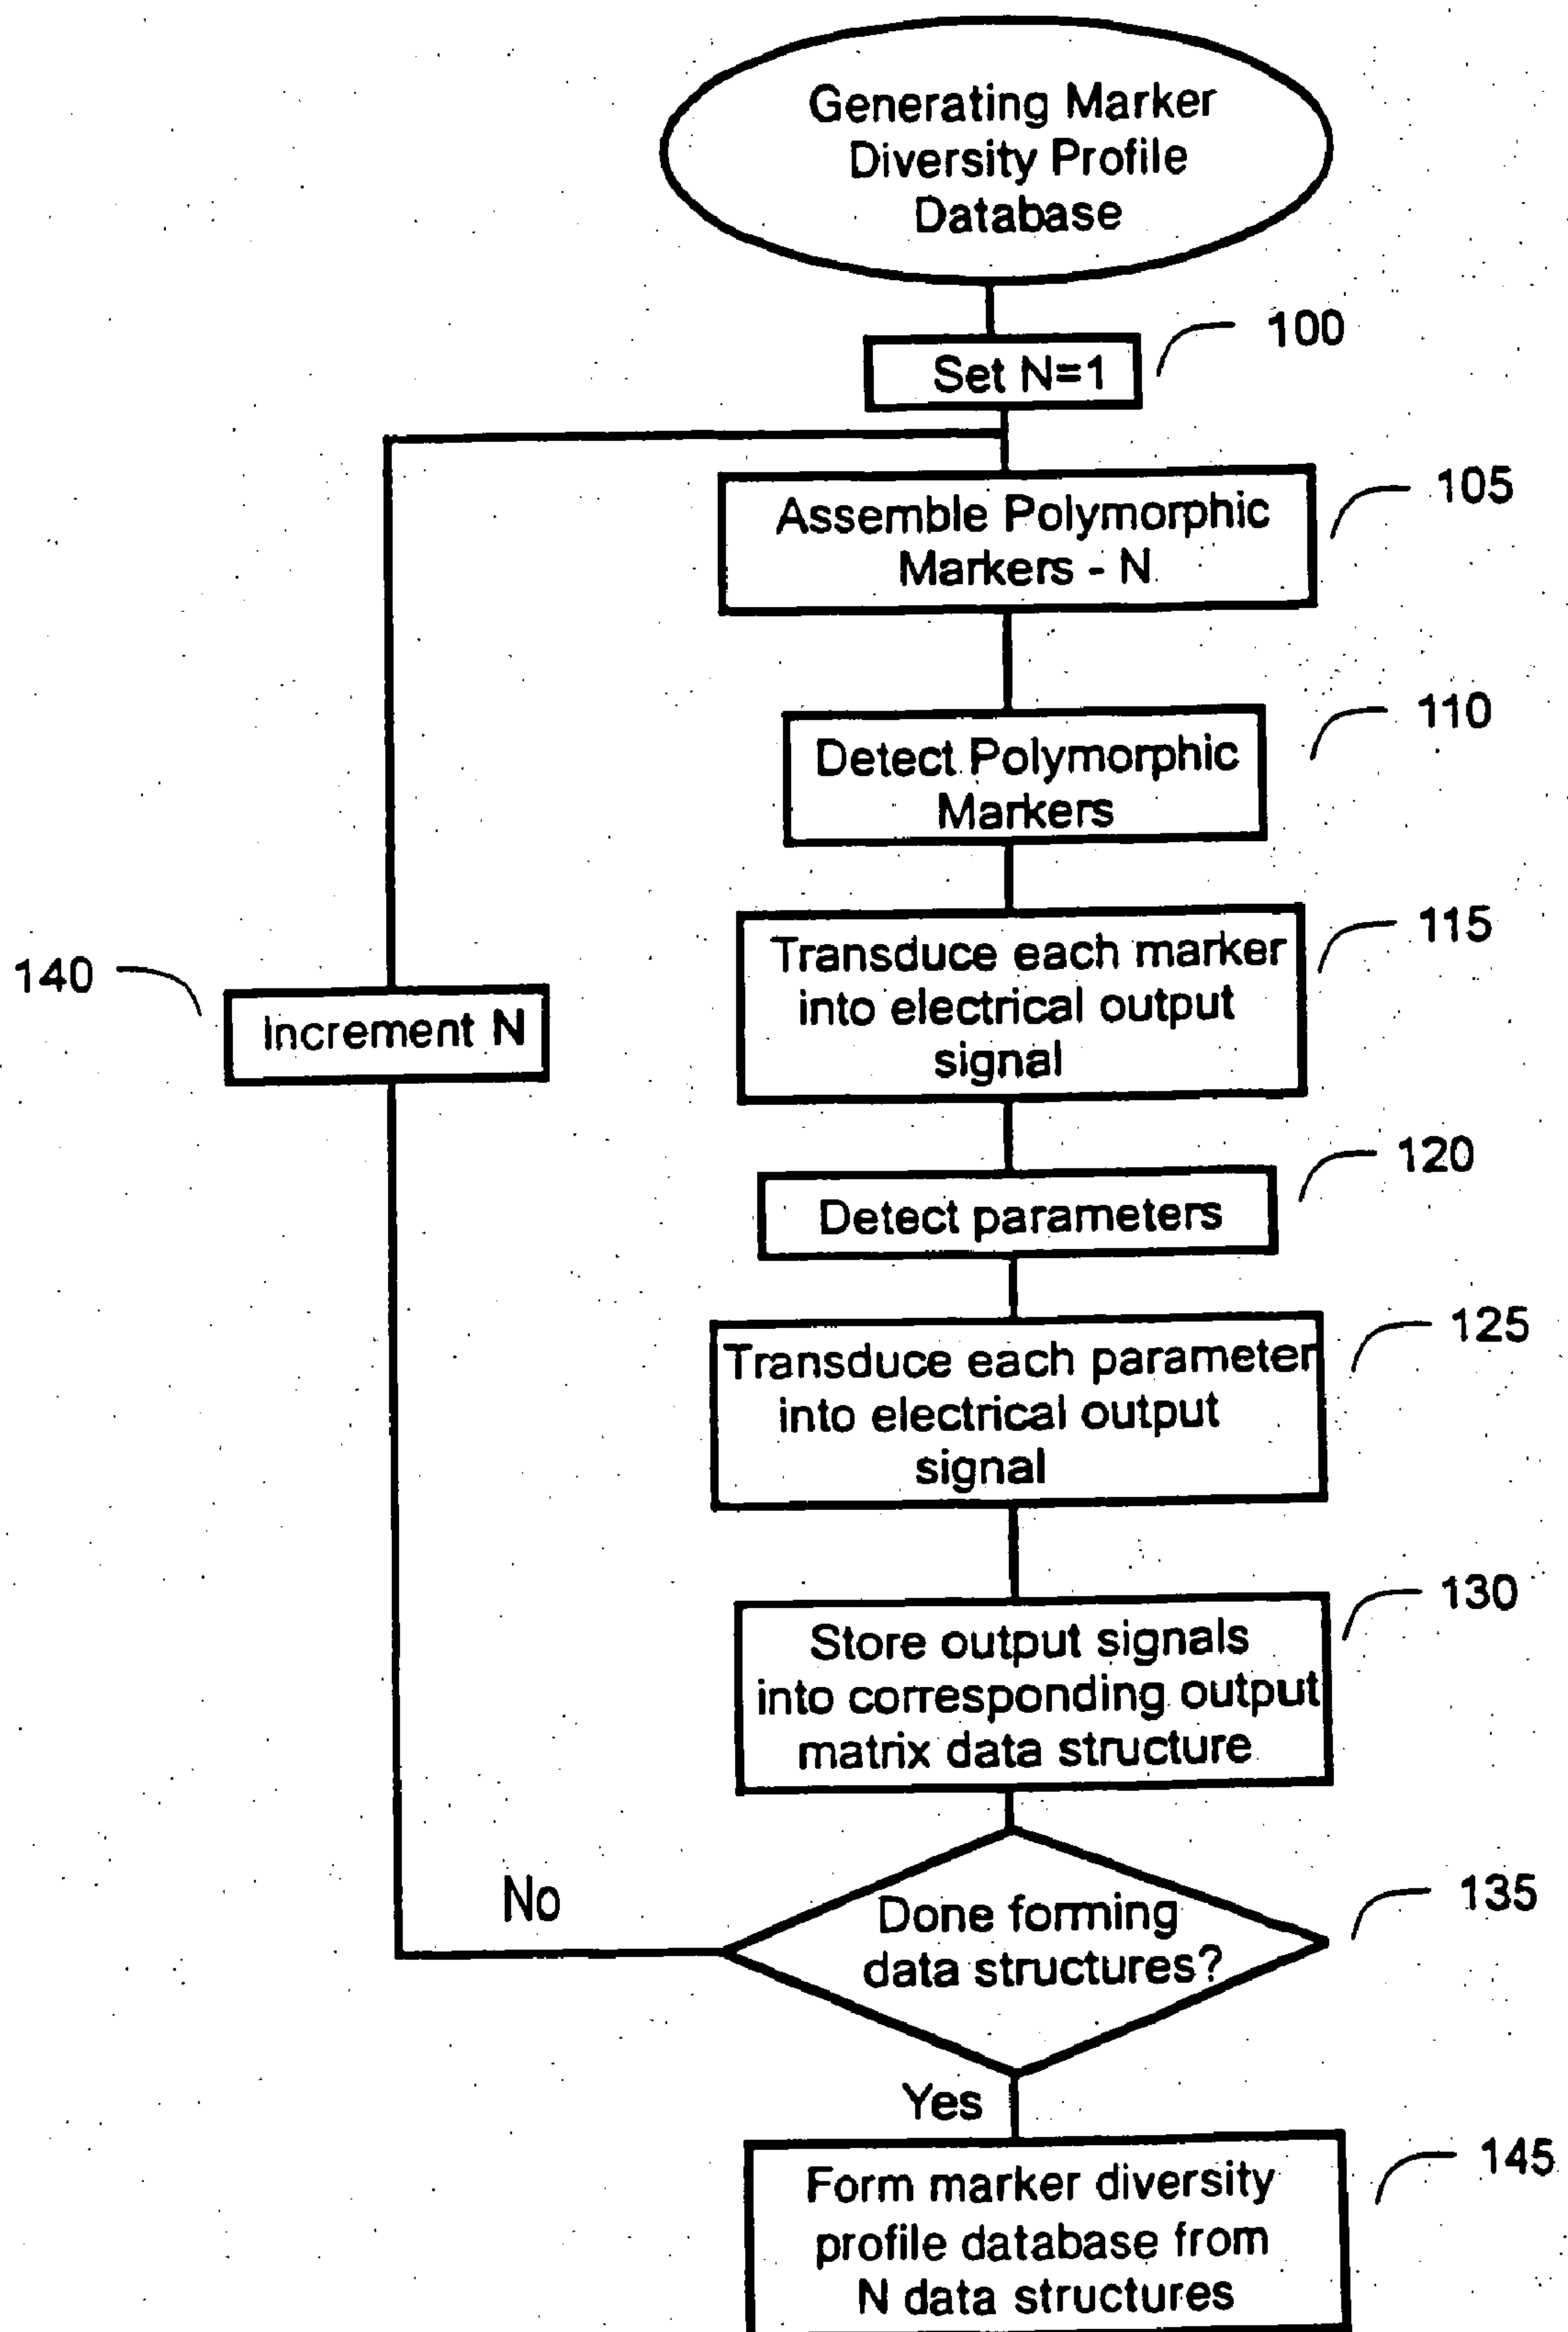 Generating Marker
Diversity Profile
Database
Set N=1
100
Assemble Polymorphic
Markers - N
105
Detect Polymorphic
Markers
110
Transduce each marker
into electrical output
signal
115
140
Increment N
Detect parameters
120
Transduce each parameter
into electrical output
signal
125
Store output signals
into corresponding output
matrix data structure
130
No
Done forming
data structures?
135
Yes
Form marker diversity
profile database from
N data structures
145